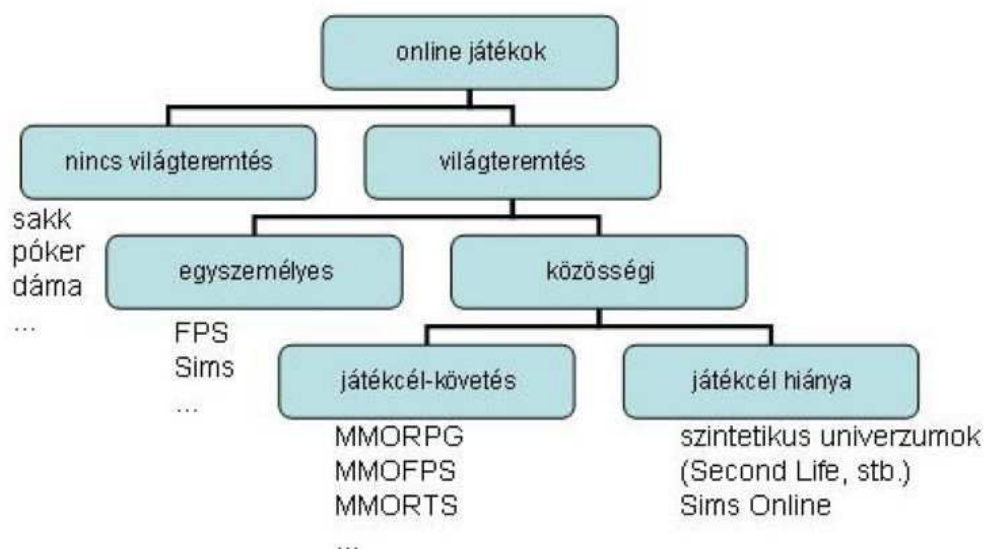 online játékok
nincs világteremtés
világteremtés
sakk
póker
dáma
...
egyszemélyes
közösségi
FPS
Sims
...
játékcél-követés
játékcél hiánya
MMORPG
MMOFPS
MMORTS
...
szintetikus univerzumok
(Second Life, stb.)
Sims Online